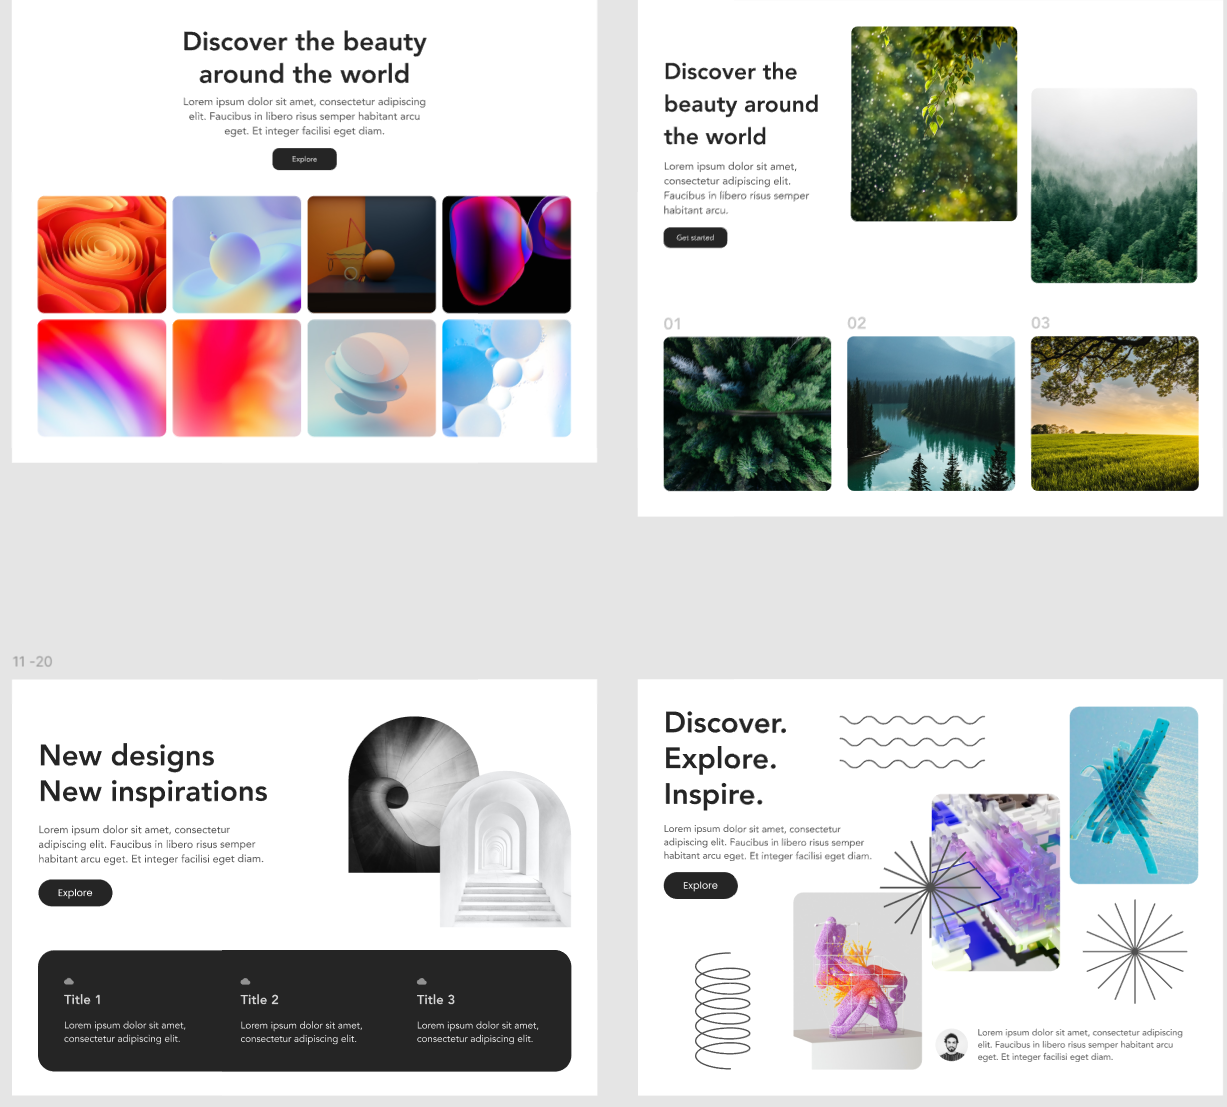 Discover the beauty
around the world
Lorem ipsum dolor sit amet, consectetur adipiscing
elit. Faucibus in libero risus semper habitant arcu
eget. Et integer facilisi eget diam.
Explore
Discover the
beauty around
the world
Lorem ipsum dolor sit amet,
consectetur adipiscing elit.
Faucibus in libero risus semper
habitant arcu.
Get started
01
02
03
11 -20
New designs
New inspirations
Lorem ipsum dolor sit amet, consectetur
adipiscing elit. Faucibus in libero risus semper
habitant arcu eget. Et integer facilisi eget diam.
Explore
Title 1
Lorem ipsum dolor sit amet,
consectetur adipiscing elit.
Title 2
Lorem ipsum dolor sit amet,
consectetur adipiscing elit.
Title 3
Lorem ipsum dolor sit amet,
consectetur adipiscing elit.
Discover.
Explore.
Inspire.
Lorem ipsum dolor sit amet, consectetur
adipiscing elit. Faucibus in libero risus semper
habitant arcu eget. Et integer facilisi eget diam.
Explore
Lorem ipsum dolor sit amet, consectetur adipiscing
elit. Faucibus in libero risus semper habitant arcu
eget. Et integer facilisi eget diam.